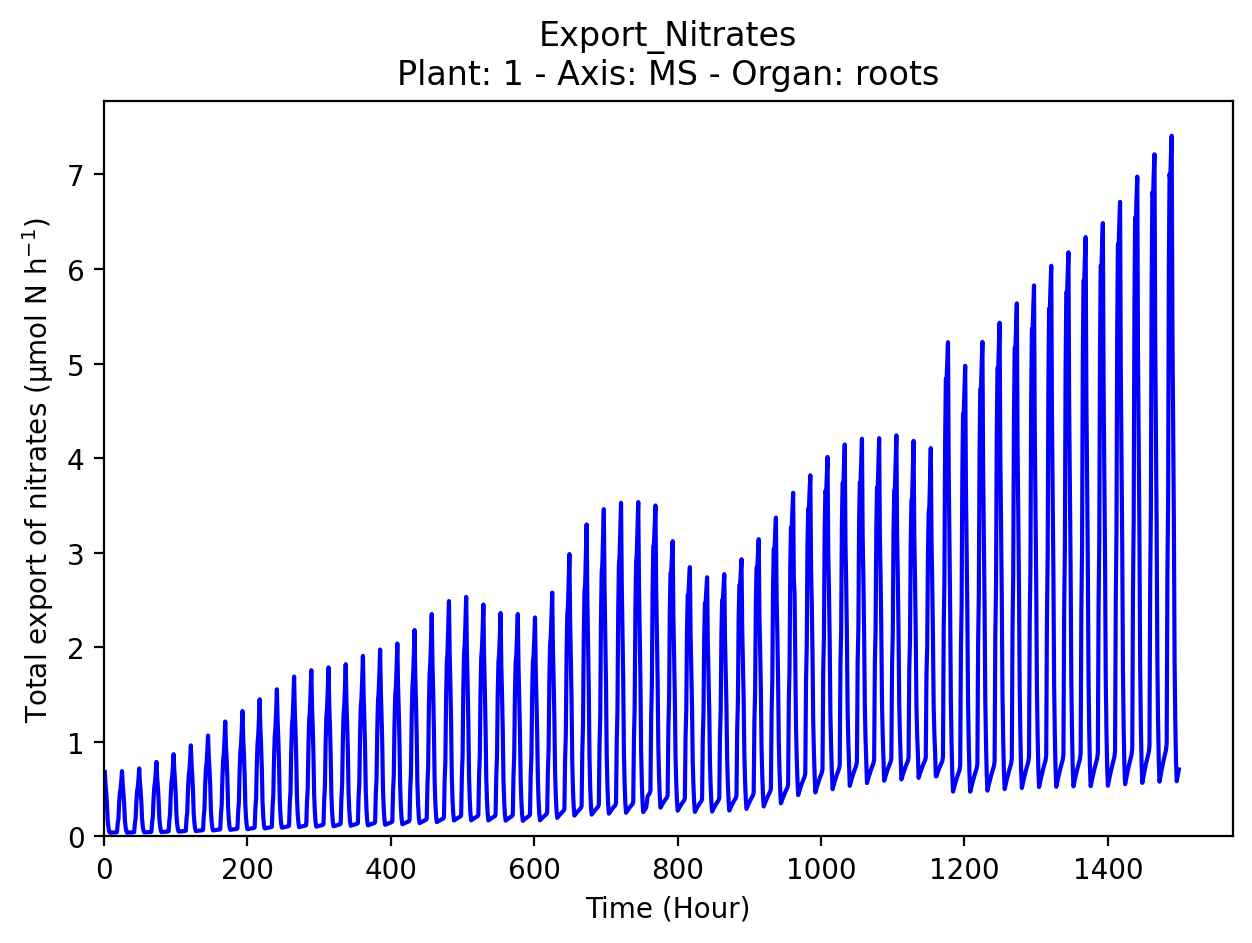 Export_Nitrates
Plant: 1 - Axis: MS - Organ: roots
Total export of nitrates (µmol N h⁻¹)
7
6
5
4
3
2
1
0
0 200 400 600 800 1000 1200 1400
Time (Hour)